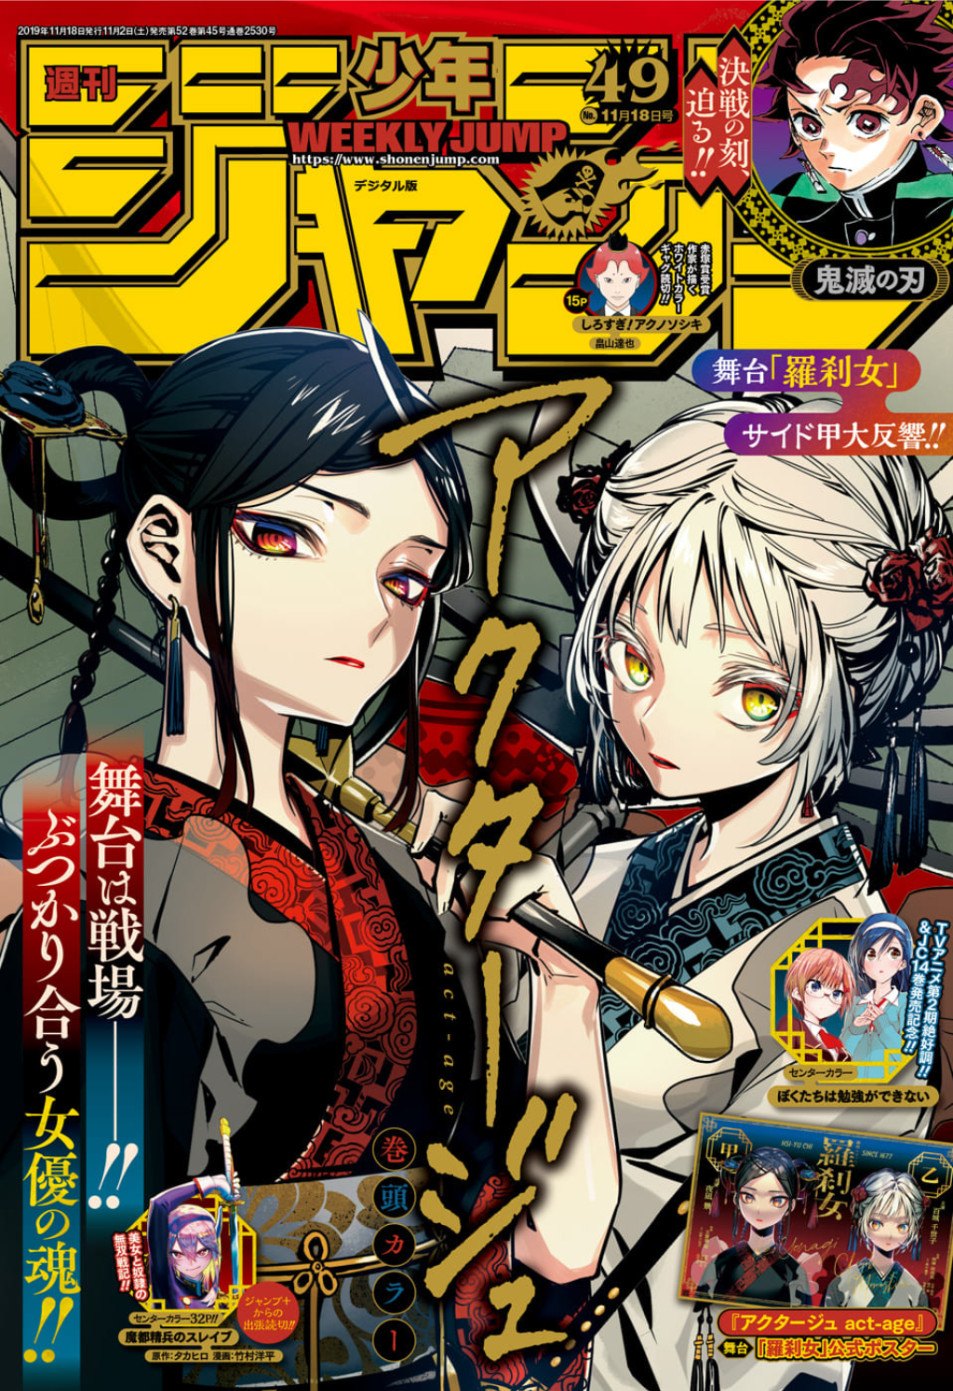 2019年11月18日発行11月2日(土)発売第52巻第45号通巻2530号
週刊
少年
ジャンプ
WEEKLY JUMP
https://www.shonenjump.com
デジタル版
49
No.
11月18日号
決戦の刻、
迫る!!
鬼滅の刃
赤塚賞受賞
作家が描く
ホワイトカラー
ギャグ読切!!
15P
しろすぎ!アクノソシキ
畠山達也
舞台「羅刹女」
サイド甲大反響!!
アクタージュ
act-age
巻頭カラー
舞台は戦場――!!
ぶつかり合う女優の魂!!
TVアニメ第2期絶好調!!
&JC14巻発売記念!!
センターカラー
ぼくたちは勉強ができない
美女と奴隷の
無双戦記!!
センターカラー32P!!
魔都精兵のスレイブ
原作:タカヒロ 漫画:竹村洋平
ジャンプ+
からの
出張読切!!
甲
HSI-YU CHI
羅刹女
SINCE 1677
乙
『アクタージュ act-age』
舞台「羅刹女」公式ポスター